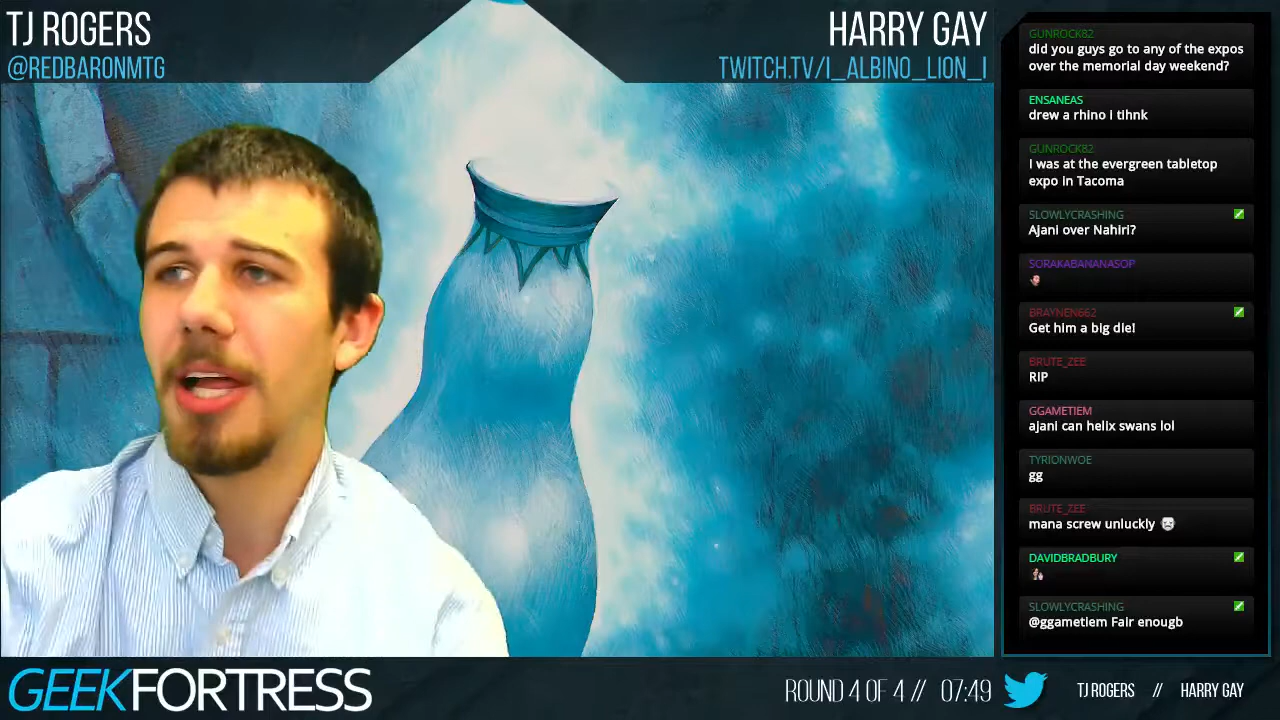 TJ ROGERS
@REDBARONMTG
HARRY GAY
TWITCH.TV/I_ALBINO_LION_I
GUNROCK82
did you guys go to any of the expos
over the memorial day weekend?
ENSANEAS
drew a rhino i tihnk
GUNROCK82
I was at the evergreen tabletop
expo in Tacoma
SLOWLYCRASHING
Ajani over Nahiri?
SORAKABANANASOP
BRAYNEN662
Get him a big die!
BRUTE_ZEE
RIP
GGAMETIEM
ajani can helix swans lol
TYRIONWOE
gg
BRUTE_ZEE
mana screw unluckly
DAVIDBRADBURY
SLOWLYCRASHING
@ggametiem Fair enougb
GEEKFORTRESS
ROUND 4 OF 4 // 07:49
TJ ROGERS // HARRY GAY